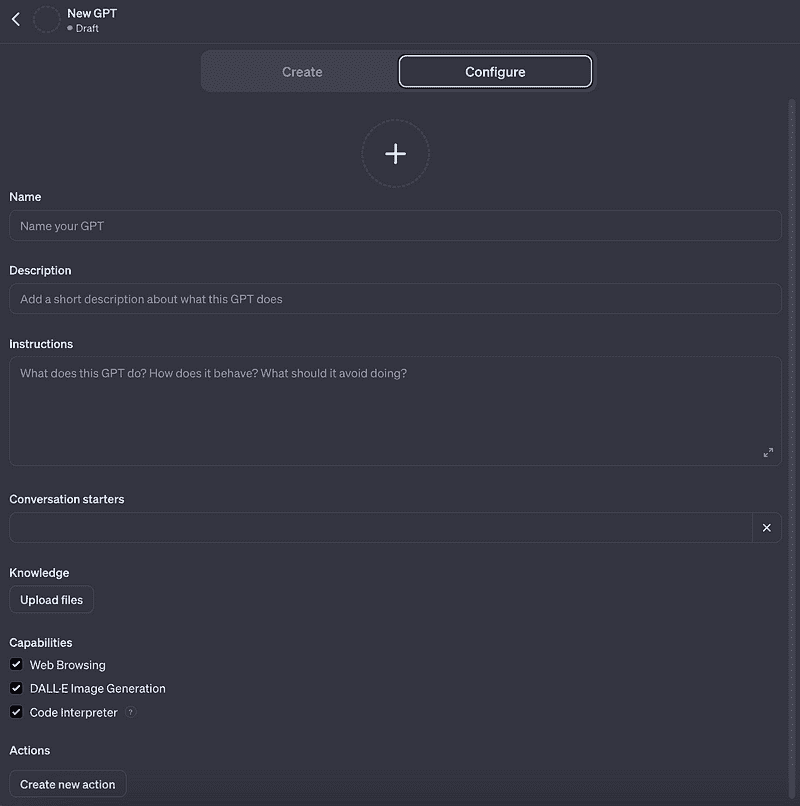 New GPT
Draft
Create
Configure
Name
Name your GPT
Description
Add a short description about what this GPT does
Instructions
What does this GPT do? How does it behave? What should it avoid doing?
Conversation starters
Knowledge
Upload files
Capabilities
Web Browsing
DALL·E Image Generation
Code Interpreter ?
Actions
Create new action